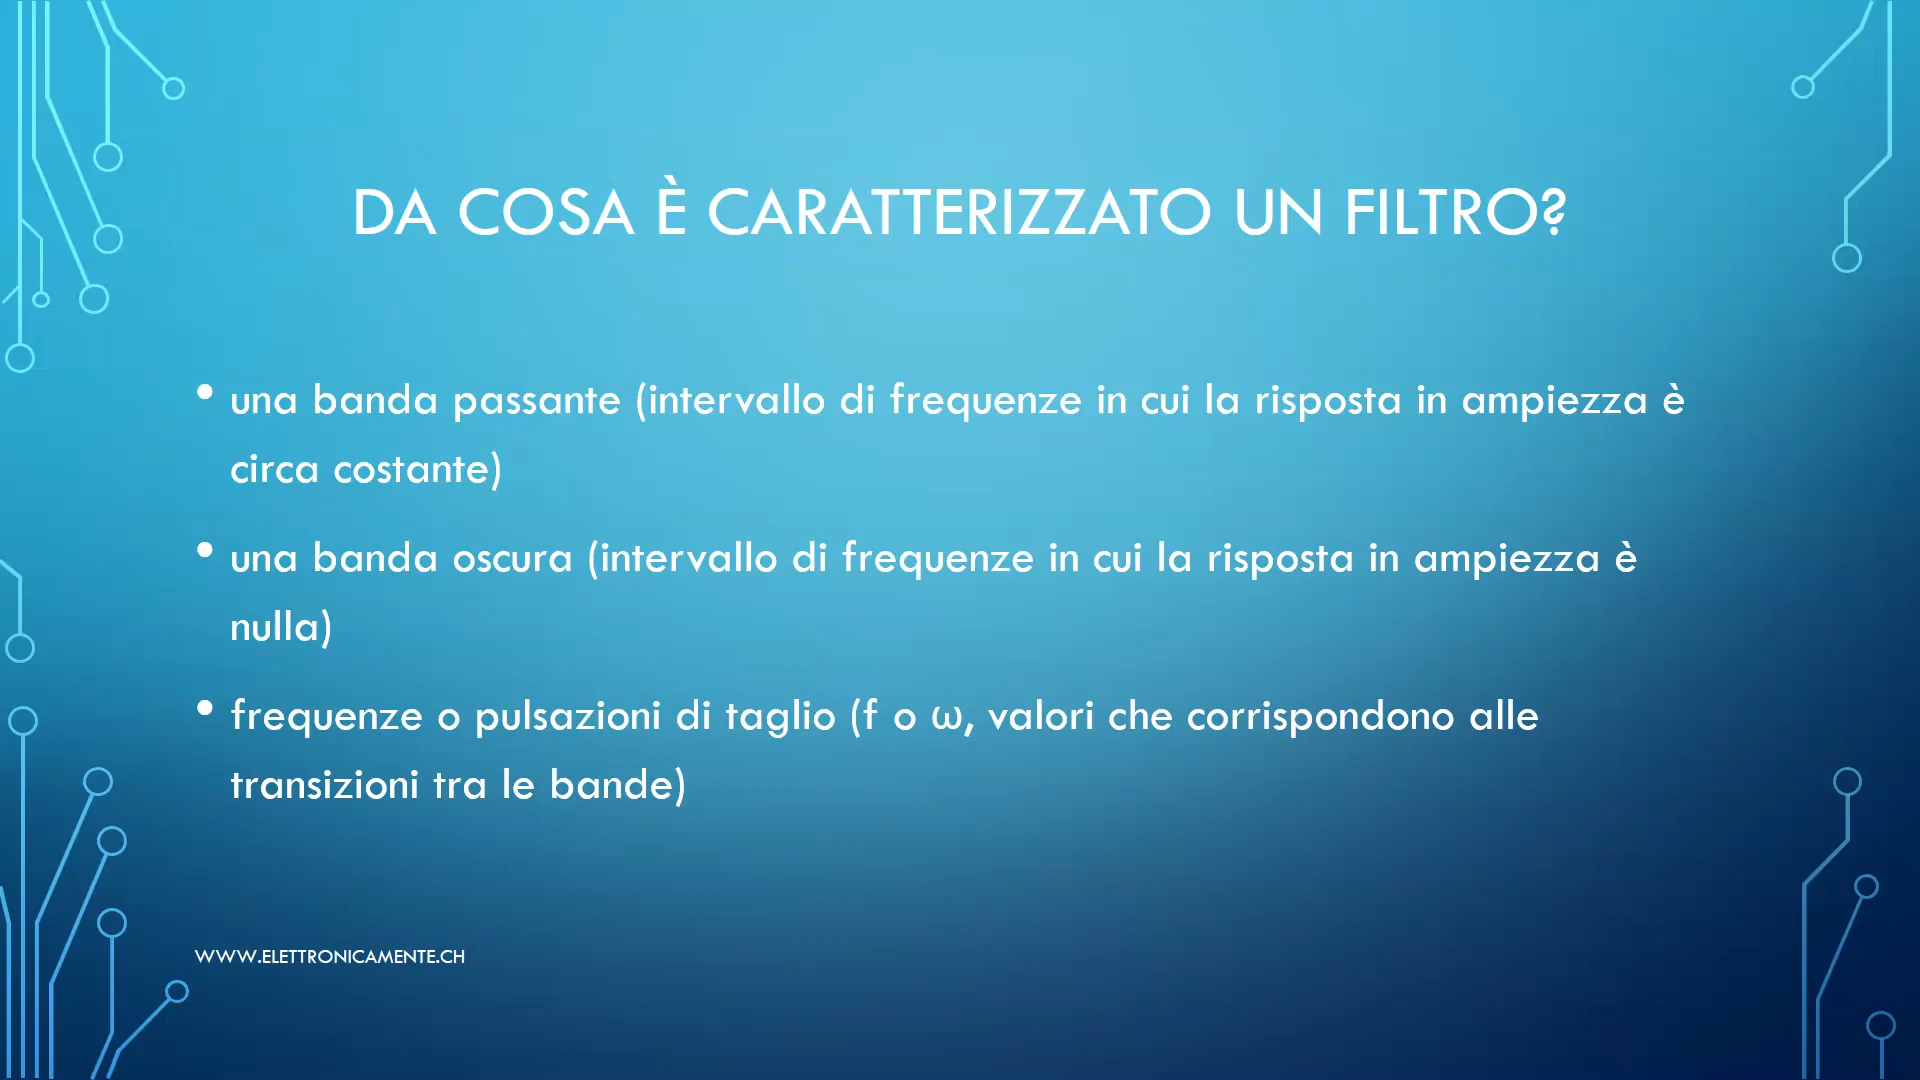 DA COSA È CARATTERIZZATO UN FILTRO?
• una banda passante (intervallo di frequenze in cui la risposta in ampiezza è
circa costante)
• una banda oscura (intervallo di frequenze in cui la risposta in ampiezza è
nulla)
• frequenze o pulsazioni di taglio (f o ω, valori che corrispondono alle
transizioni tra le bande)
WWW.ELETTRONICAMENTE.CH